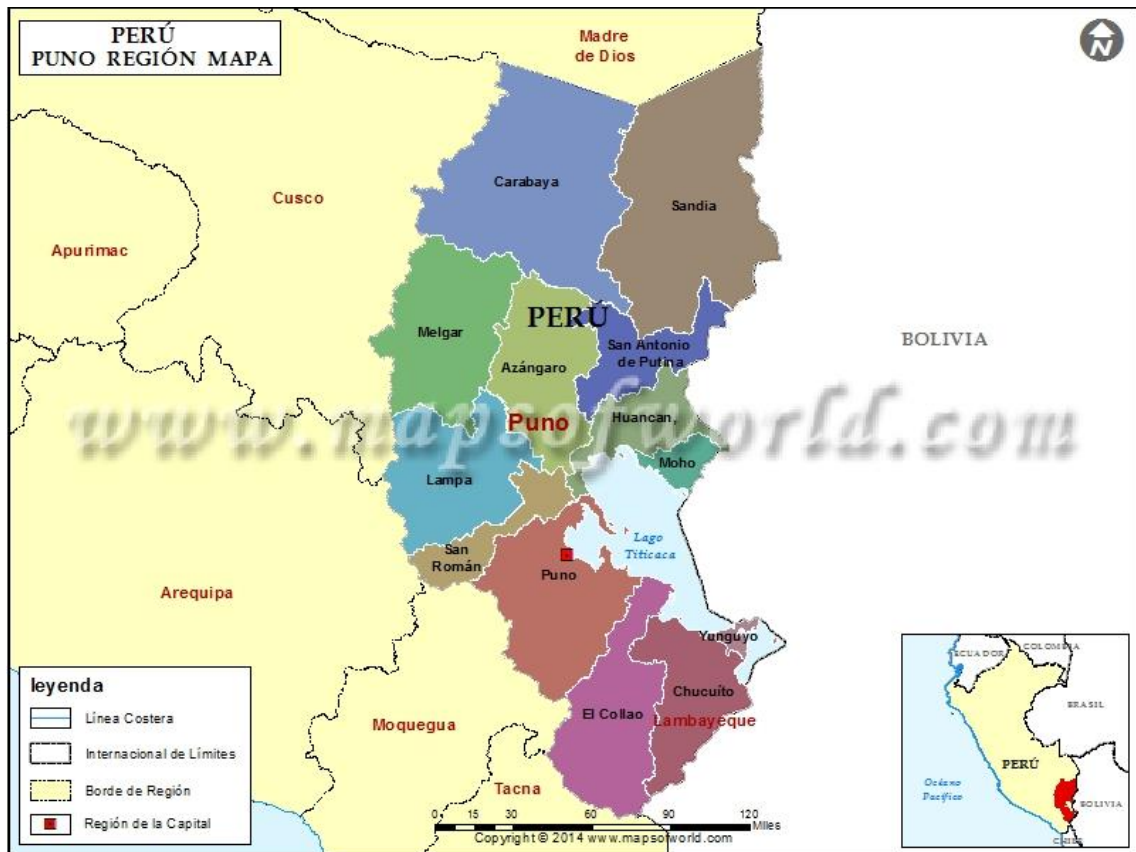 PERÚ
PUNO REGIÓN MAPA
Madre
de Dios
N
Carabaya
Cusco
Sandia
Apurimac
PERÚ
Melgar
San Antonio
de Putina
BOLIVIA
Azángaro
www.mapsofworld.com
Puno
Huancan,
Moho
Lampa
Lago
Titicaca
San
Román
Puno
Arequipa
Yunguyo
Chucuíto
El Collao
Lambayeque
Moquegua
Tacna
leyenda
Línea Costera
Internacional de Límites
Borde de Región
Región de la Capital
0 15 30 60 90 120
Miles
Copyright © 2014 www.mapsofworld.com
ECUADOR
COLOMBIA
BRASIL
PERÚ
Océano
Pacífico
BOLIVIA
CHILE